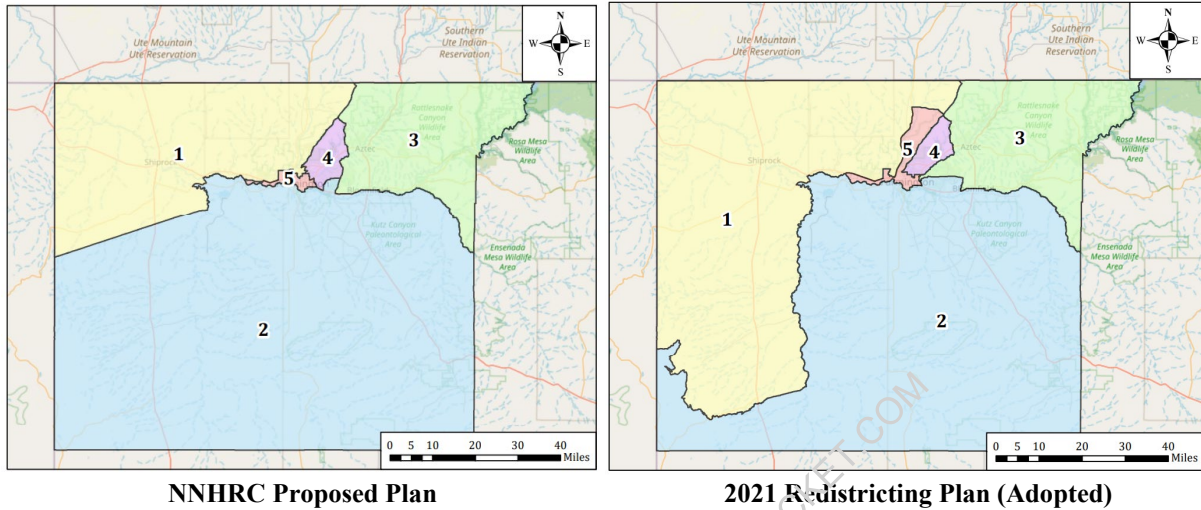 Ute Mountain
Ute Reservation
Southern
Ute Indian
Reservation
N
W E
S
Rattlesnake
Canyon
Wildlife
Area
3
1
4
Aztec
Shiprock
5
Rosa Mesa
Wildlife
Area
Kutz Canyon
Paleontological
Area
Ensenada
Mesa Wildlife
Area
2
0 5 10 20 30 40
Miles
NNHRC Proposed Plan
Ute Mountain
Ute Reservation
Southern
Ute Indian
Reservation
N
W E
S
Rattlesnake
Canyon
Wildlife
Area
3
5
4
Aztec
Shiprock
Rosa Mesa
Wildlife
Area
1
Kutz Canyon
Paleontological
Area
Ensenada
Mesa Wildlife
Area
2
0 5 10 20 30 40
Miles
2021 Redistricting Plan (Adopted)